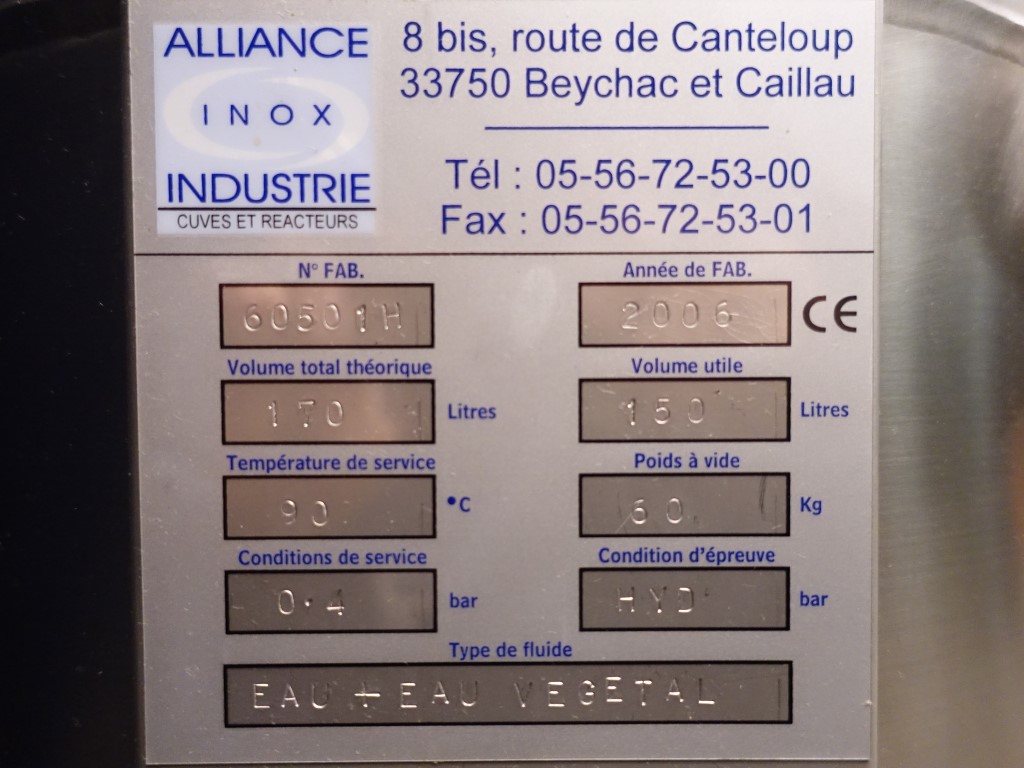 ALLIANCE
INOX
INDUSTRIE
CUVES ET REACTEURS
8 bis, route de Canteloup
33750 Beychac et Caillau
Tél : 05-56-72-53-00
Fax : 05-56-72-53-01
N° FAB.
60501H
Année de FAB.
2006
CE
Volume total théorique
170 Litres
Volume utile
150 Litres
Température de service
90 °C
Poids à vide
60 Kg
Conditions de service
0.4 bar
Condition d'épreuve
HYD bar
Type de fluide
EAU + EAU VEGETAL